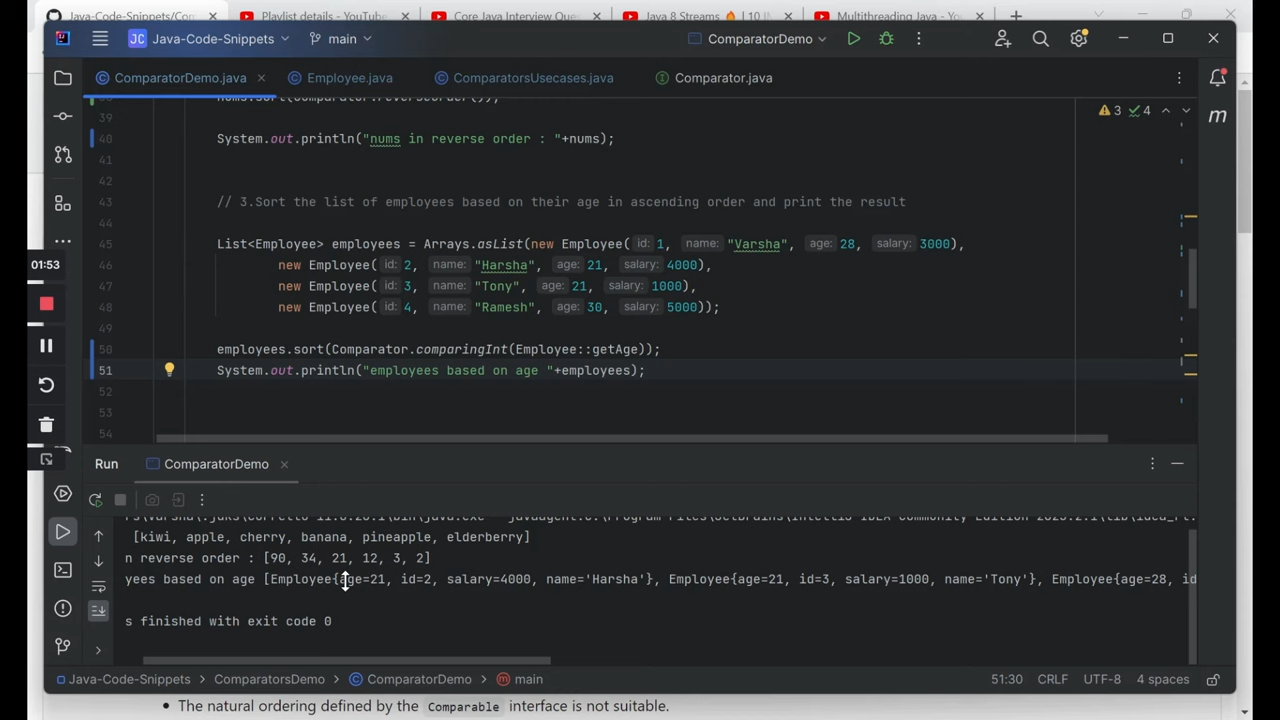 Java-Code-Snippets/Con
Playlist details - YouTube
Core Java Interview Que
Java 8 Streams 🔥 | 10 I
Multithreading Java - You
JC Java-Code-Snippets
main
ComparatorDemo
ComparatorDemo.java
Employee.java
ComparatorsUsecases.java
Comparator.java
nums.sort(Comparator.reverseOrder());
3
4
39
40 System.out.println("nums in reverse order : "+nums);
41
42
43 // 3.Sort the list of employees based on their age in ascending order and print the result
44
45 List<Employee> employees = Arrays.asList(new Employee( id: 1, name: "Varsha", age: 28, salary: 3000),
46 new Employee( id: 2, name: "Harsha", age: 21, salary: 4000),
47 new Employee( id: 3, name: "Tony", age: 21, salary: 1000),
48 new Employee( id: 4, name: "Ramesh", age: 30, salary: 5000));
49
50 employees.sort(Comparator.comparingInt(Employee::getAge));
51 System.out.println("employees based on age "+employees);
52
53
54
01:53
m
Run
ComparatorDemo
[kiwi, apple, cherry, banana, pineapple, elderberry]
n reverse order : [90, 34, 21, 12, 3, 2]
yees based on age [Employee{age=21, id=2, salary=4000, name='Harsha'}, Employee{age=21, id=3, salary=1000, name='Tony'}, Employee{age=28, id
s finished with exit code 0
Java-Code-Snippets > ComparatorsDemo > ComparatorDemo > main
51:30 CRLF UTF-8 4 spaces
• The natural ordering defined by the Comparable interface is not suitable.